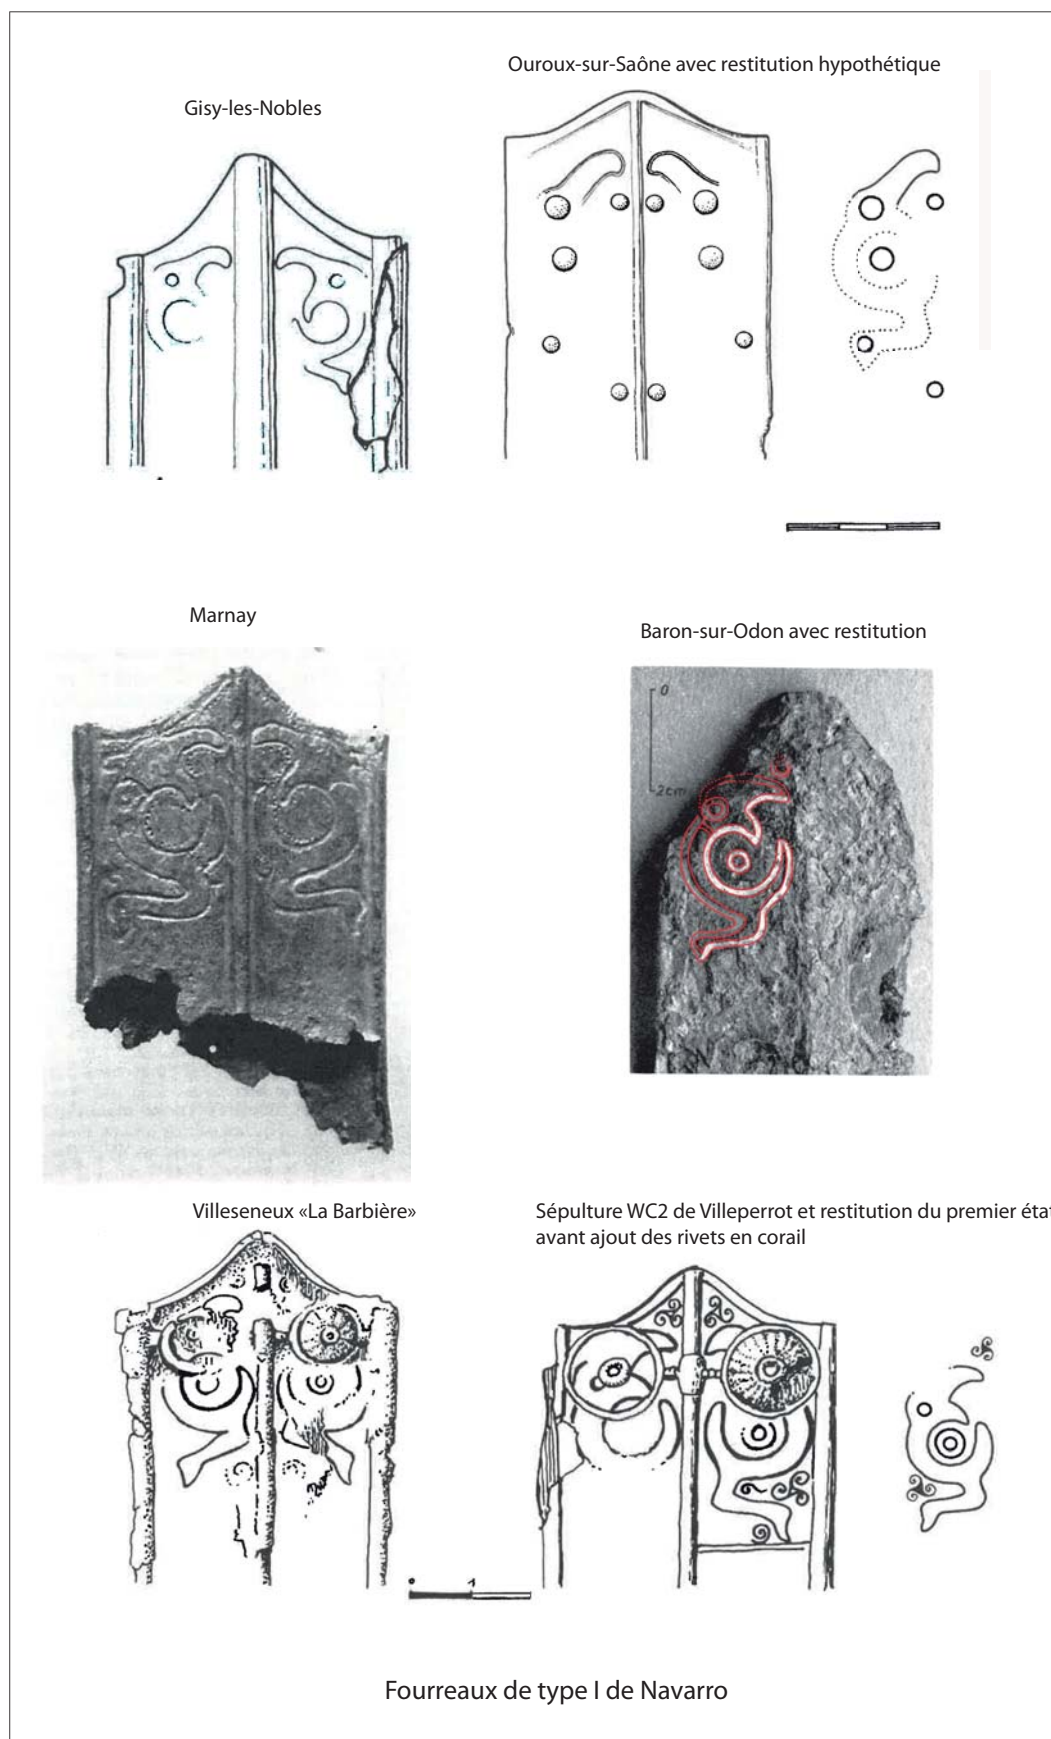 Ouroux-sur-Saône avec restitution hypothétique
Gisy-les-Nobles
Marnay
Baron-sur-Odon avec restitution
0
2cm
Villeseneux «La Barbière»
Sépulture WC2 de Villeperrot et restitution du premier état
avant ajout des rivets en corail
0 1
Fourreaux de type I de Navarro